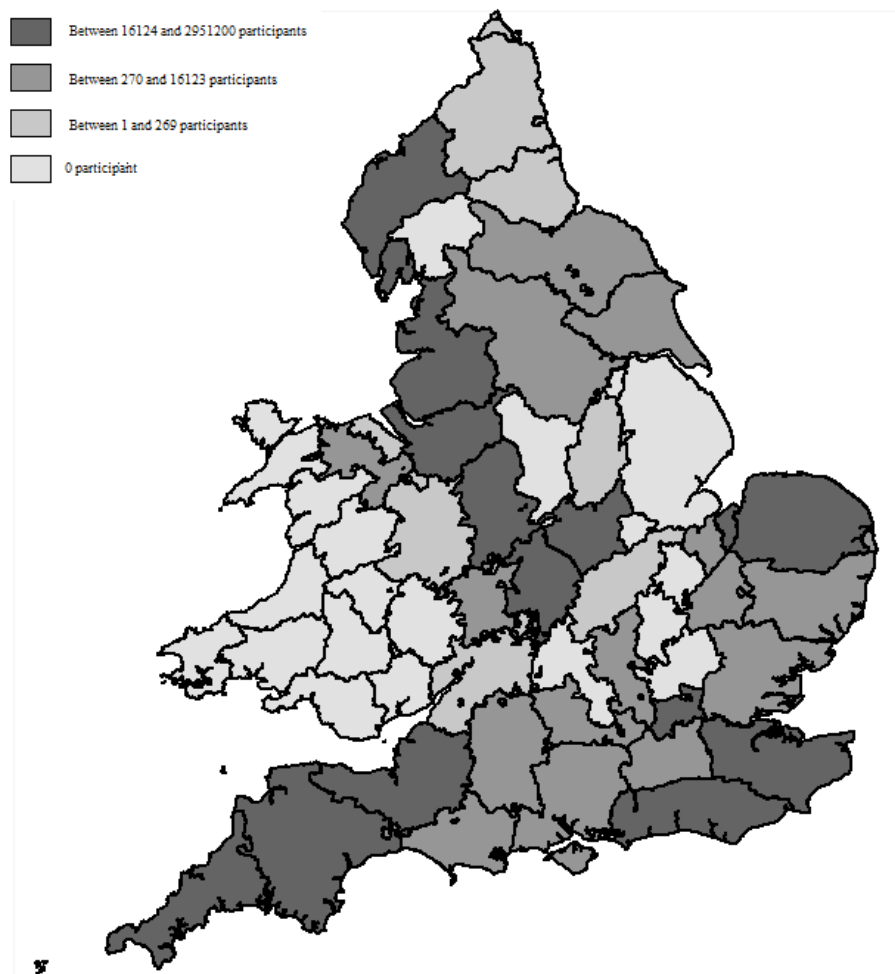 Between 16124 and 2951200 participants
Between 270 and 16123 participants
Between 1 and 269 participants
0 participant